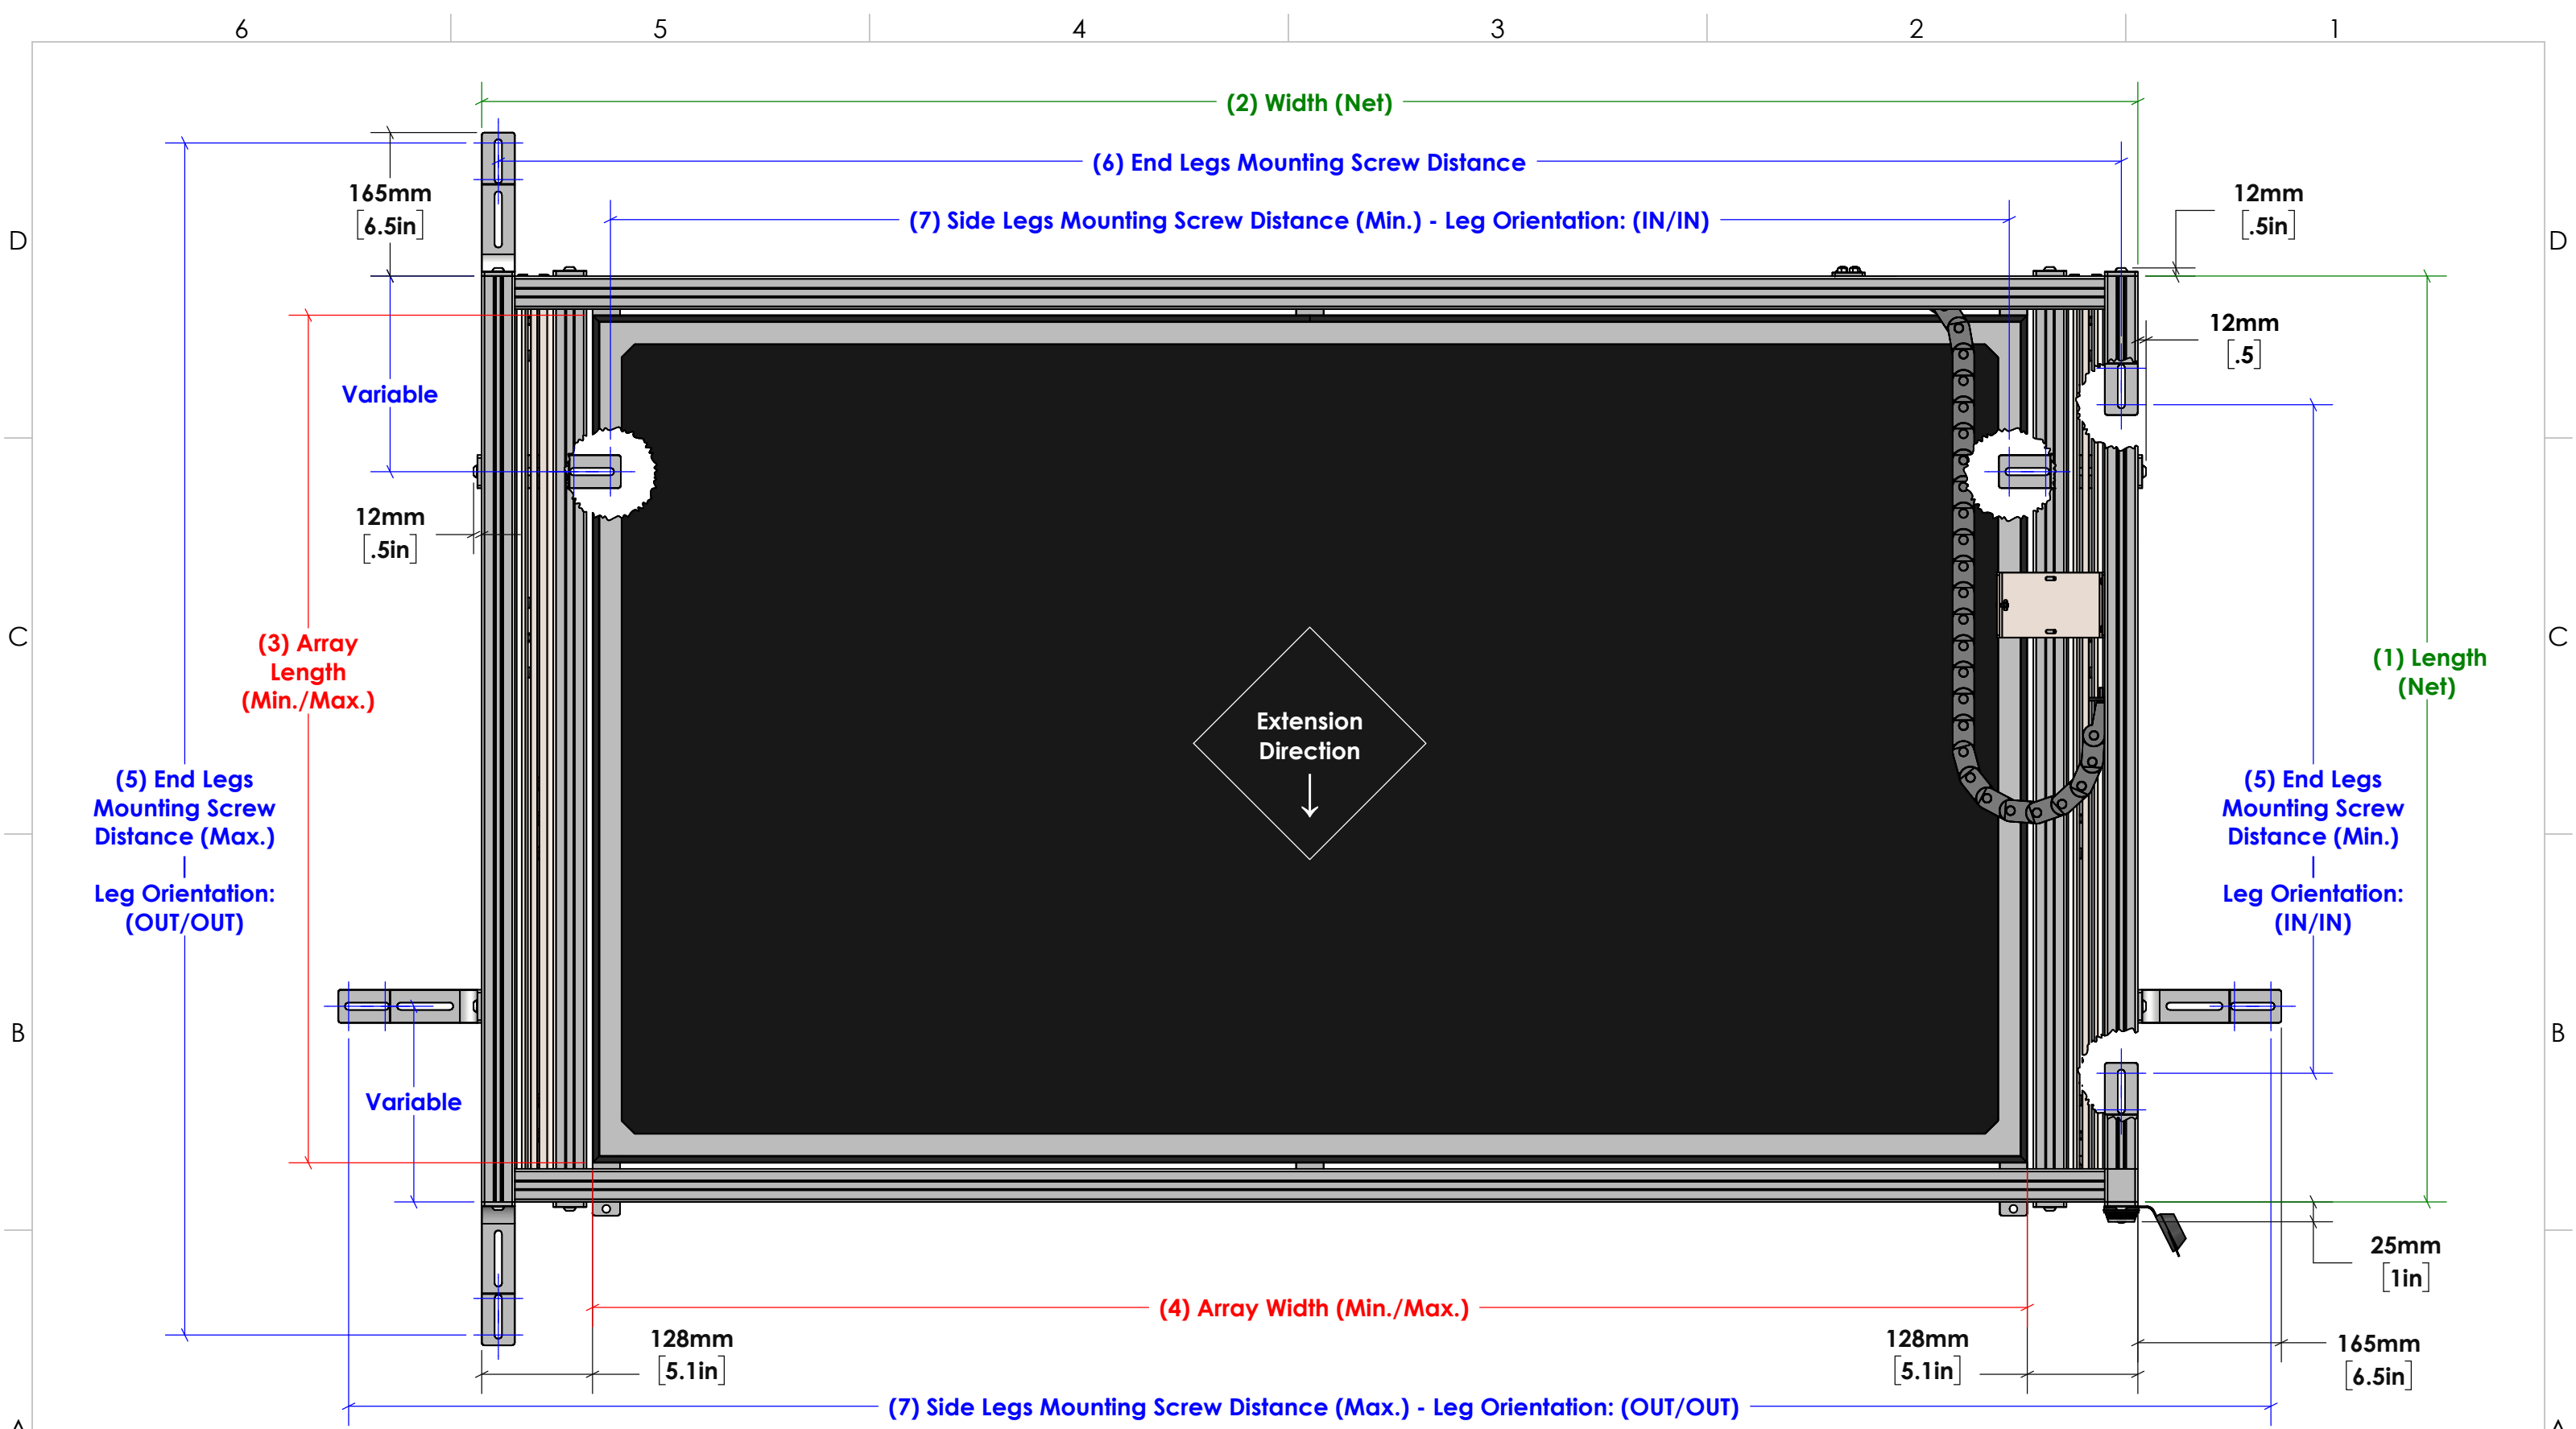 6 5 4 3 2 1
(2) Width (Net)
(6) End Legs Mounting Screw Distance
165mm
[6.5in]
(7) Side Legs Mounting Screw Distance (Min.) - Leg Orientation: (IN/IN)
12mm
[.5in]
D
D
12mm
[.5]
Variable
12mm
[.5in]
C
C
(3) Array
Length
(Min./Max.)
(1) Length
(Net)
Extension
Direction
(5) End Legs
Mounting Screw
Distance (Max.)
Leg Orientation:
(OUT/OUT)
(5) End Legs
Mounting Screw
Distance (Min.)
Leg Orientation:
(IN/IN)
B
B
Variable
25mm
[1in]
(4) Array Width (Min./Max.)
128mm
[5.1in]
128mm
[5.1in]
165mm
[6.5in]
(7) Side Legs Mounting Screw Distance (Max.) - Leg Orientation: (OUT/OUT)
A
A